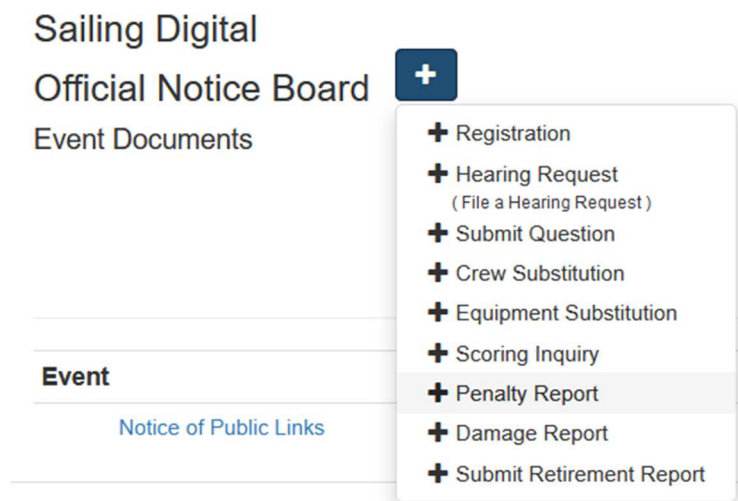 Sailing Digital
Official Notice Board
Event Documents
Registration
Hearing Request
( File a Hearing Request )
Submit Question
Crew Substitution
Equipment Substitution
Scoring Inquiry
Penalty Report
Damage Report
Submit Retirement Report
Event
Notice of Public Links